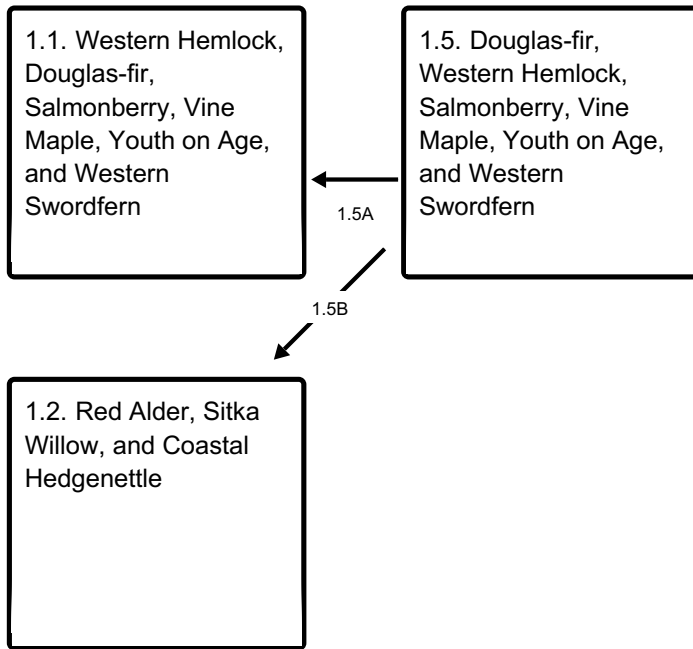 1.1. Western Hemlock,
Douglas-fir,
Salmonberry, Vine
Maple, Youth on Age,
and Western
Swordfern
1.5. Douglas-fir,
Western Hemlock,
Salmonberry, Vine
Maple, Youth on Age,
and Western
Swordfern
1.5A
1.5B
1.2. Red Alder, Sitka
Willow, and Coastal
Hedgenettle